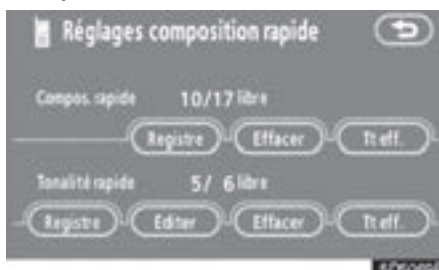 Réglages composition rapide
Compos. rapide 10/17 libre
Registre Effacer Tt eff.
Tonalité rapide 5/ 6 libre
Registre Editer Effacer Tt eff.